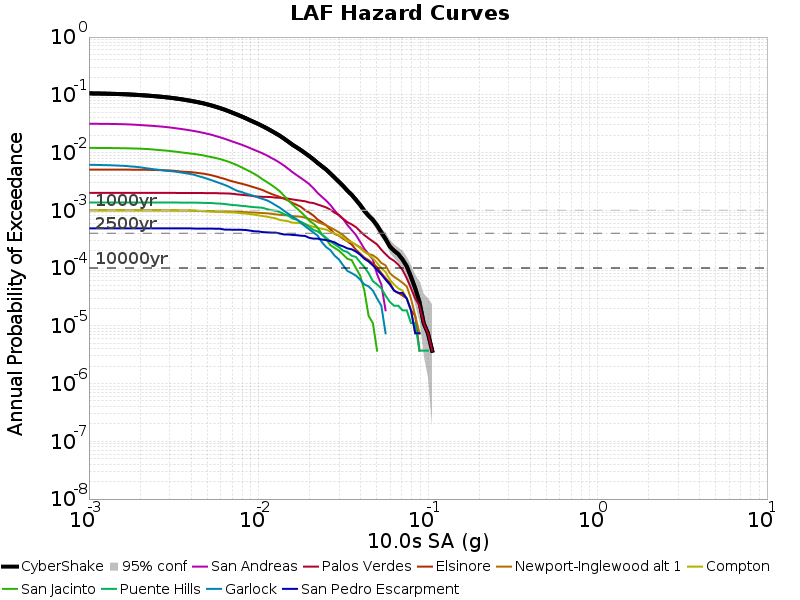 LAF Hazard Curves
Annual Probability of Exceedance
10^0
10^-1
10^-2
10^-3
10^-4
10^-5
10^-6
10^-7
10^-8
1000yr
2500yr
10000yr
10^-3 10^-2 10^-1 10^0 10^1
10.0s SA (g)
CyberShake 95% conf San Andreas Palos Verdes Elsinore Newport-Inglewood alt 1 Compton
San Jacinto Puente Hills Garlock San Pedro Escarpment